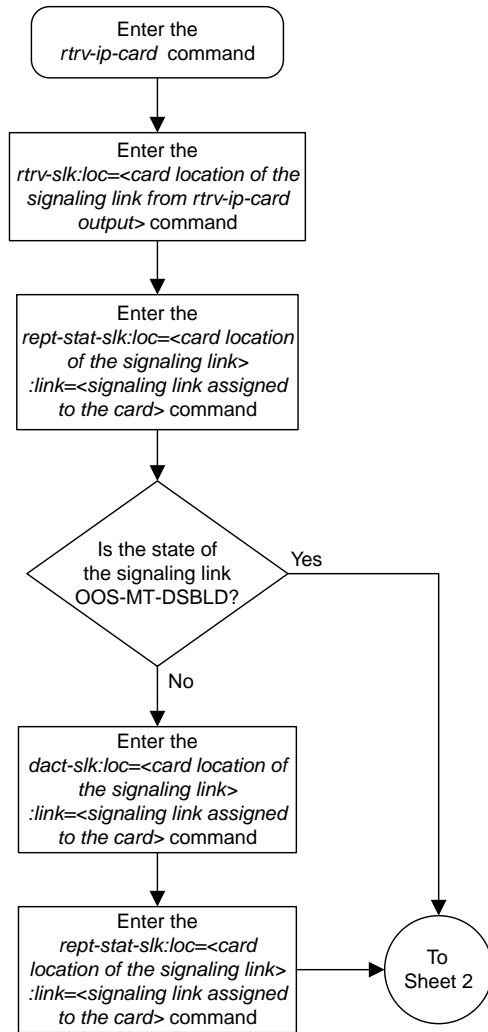 Enter the
rtrv-ip-card command
Enter the
rtrv-slk:loc=<card location of the
signaling link from rtrv-ip-card
output> command
Enter the
rept-stat-slk:loc=<card location
of the signaling link>
:link=<signaling link assigned
to the card> command
Is the state of
the signaling link
OOS-MT-DSBLD?
Yes
No
Enter the
dact-slk:loc=<card location of
the signaling link>
:link=<signaling link assigned
to the card> command
Enter the
rept-stat-slk:loc=<card
location of the signaling link>
:link=<signaling link assigned
to the card> command
To
Sheet 2